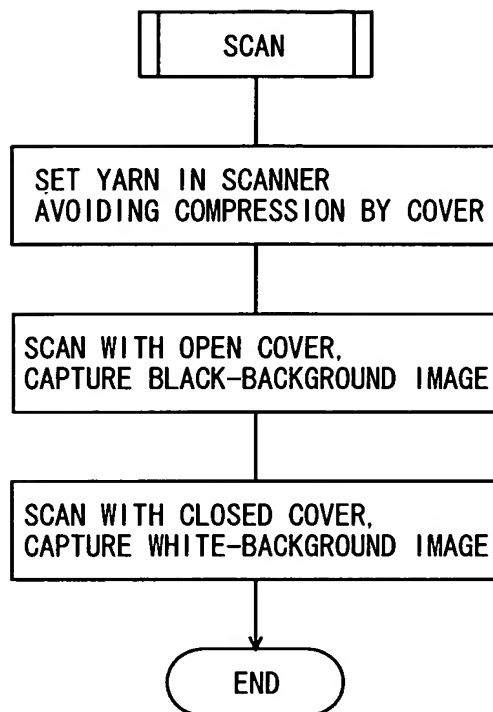 SCAN
SET YARN IN SCANNER
AVOIDING COMPRESSION BY COVER
SCAN WITH OPEN COVER,
CAPTURE BLACK-BACKGROUND IMAGE
SCAN WITH CLOSED COVER,
CAPTURE WHITE-BACKGROUND IMAGE
END